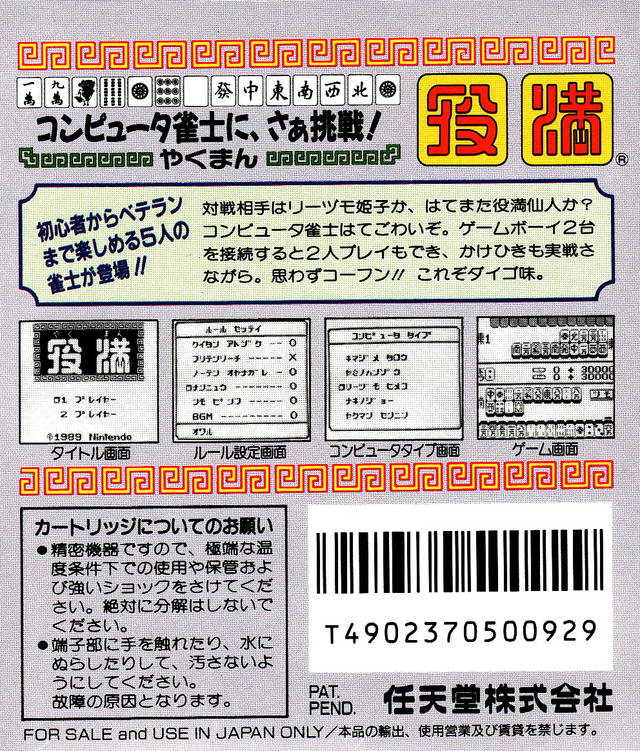 一萬 九萬 發 中 東 南 西 北
役満®
コンピュータ雀士に、さぁ挑戦!
やくまん
初心者からベテラン
まで楽しめる5人の
雀士が登場!!
対戦相手はリーヅモ姫子か、はてまた役満仙人か?
コンピュータ雀士はてごわいぞ。ゲームボーイ2台
を接続すると2人プレイもでき、かけひきも実戦さ
ながら。思わずコーフン!! これぞダイゴ味。
役満
1 プレイヤー
2 プレイヤー
©1989 Nintendo
タイトル画面
ルール セッテイ
クイタン アトヅケ -- O
フリテンリーチ ----- X
ノーテン オヤナガレ -- O
ロンニュウ ------- O
ツモ ピンフ ------ O
BGM -------- O
オワル
ルール設定画面
コンピュータ タイプ
キマジメ タロウ
ヤミノハンゾウ
リーヅモ ヒメコ
ナキノジョー
ヤクマン センニン
コンピュータタイプ画面
東1
ゲーム画面
カートリッジについてのお願い
●精密機器ですので、極端な温
度条件下での使用や保管およ
び強いショックをさけてくだ
さい。絶対に分解はしないで
ください。
●端子部に手を触れたり、水に
ぬらしたりして、汚さないよ
うにしてください。
故障の原因となります。
T4902370500929
PAT.
PEND.
任天堂株式会社
FOR SALE and USE IN JAPAN ONLY/本品の輸出、使用営業及び賃貸を禁じます。